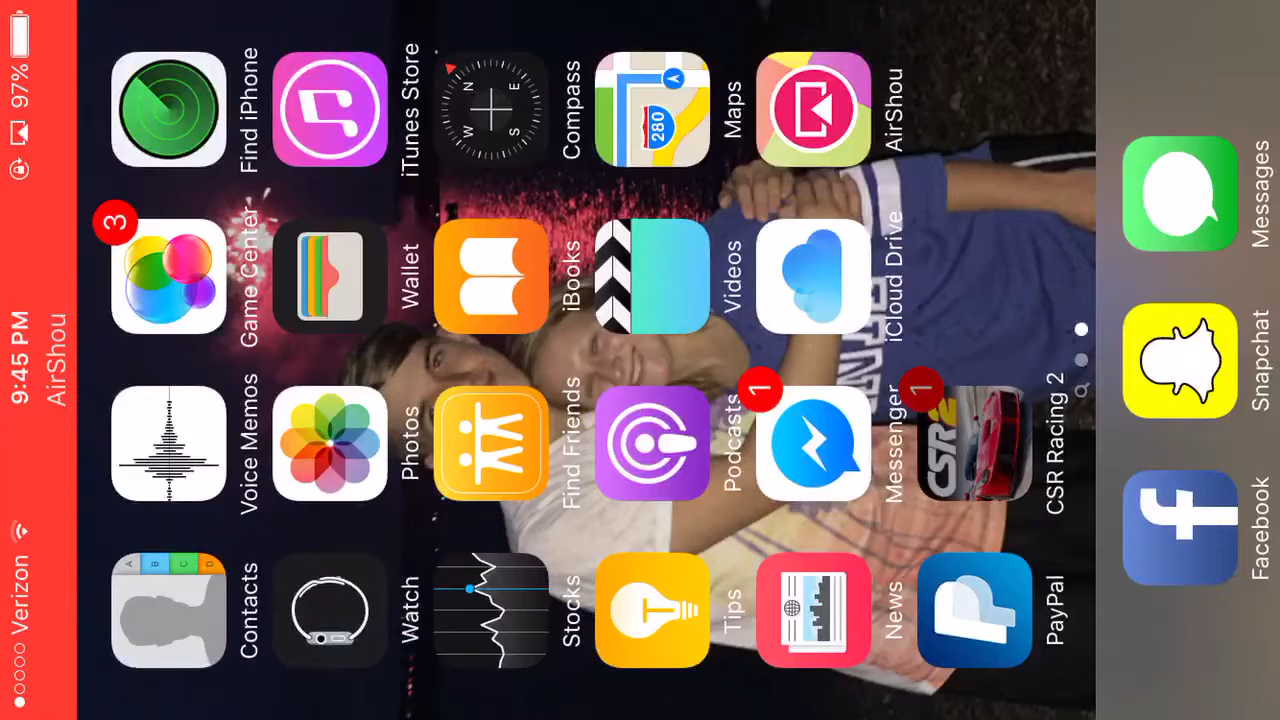 Verizon 9:45 PM 97%
AirShou
3
A B C D
Contacts Voice Memos Game Center Find iPhone
N
W E
S
Watch Photos Wallet iTunes Store
Stocks Find Friends iBooks Compass
280
Tips Podcasts Videos Maps
1
News Messenger iCloud Drive AirShou
1
CSR2
PayPal CSR Racing 2
Facebook Snapchat Messages